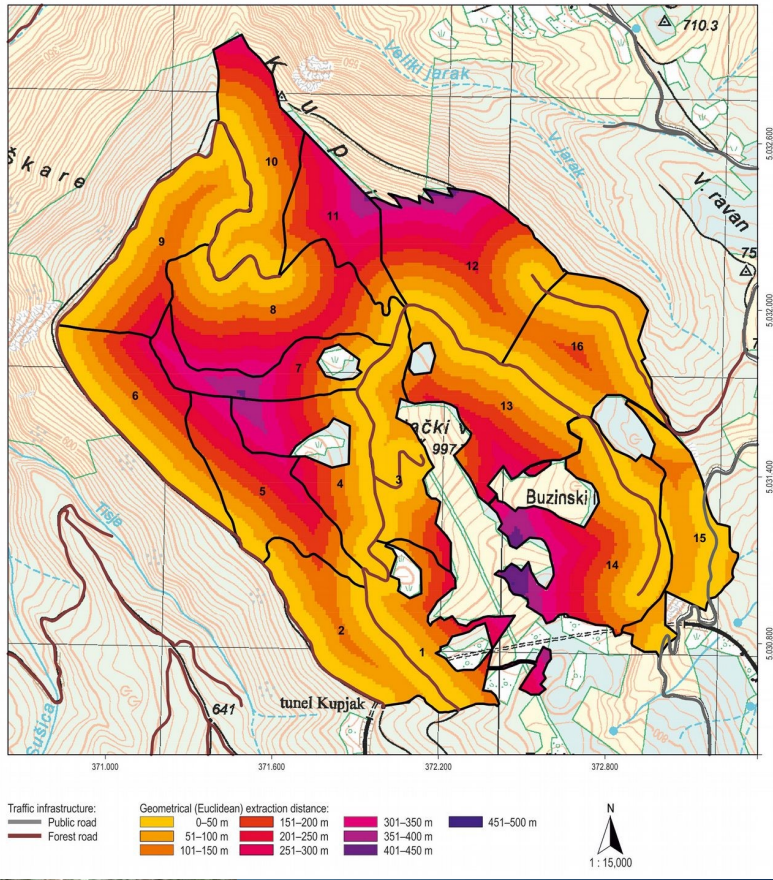 710.3
Veliki jarak
K u p j
5.032.600
V. jarak
Škare
10
V. ravan
11
9
75
12
5.032.000
8
16
7
7
6
13
ački v
997
4
3
5.031.400
5
Buzinski
Tisje
15
14
2
1
5.030.800
tunel Kupjak
641
Sušica
371.000 371.600 372.200 372.800
Traffic infrastructure:
Public road
Forest road
Geometrical (Euclidean) extraction distance:
0–50 m 151–200 m 301–350 m 451–500 m
51–100 m 201–250 m 351–400 m
101–150 m 251–300 m 401–450 m
N
1 : 15,000